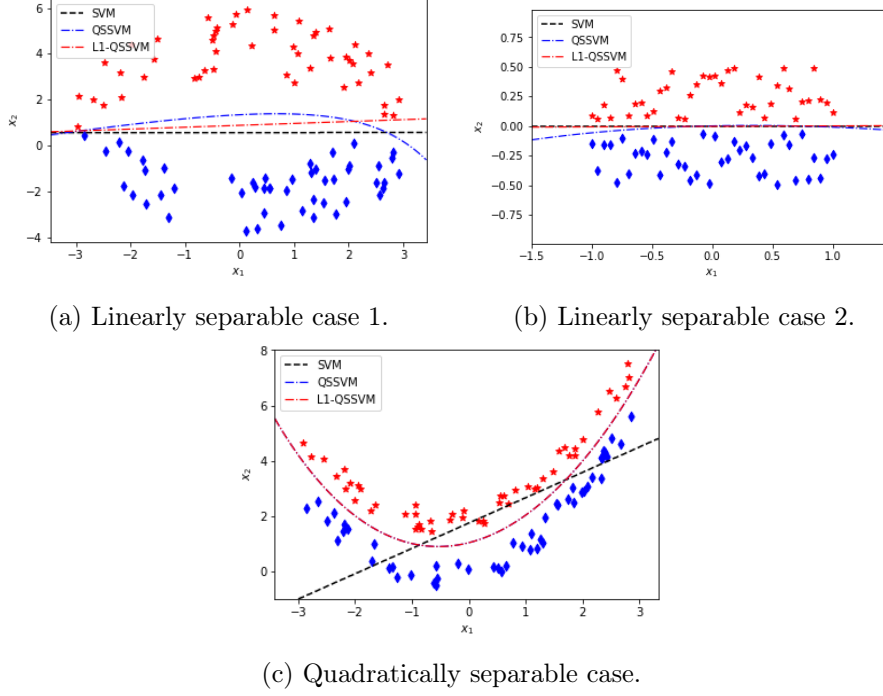 SVM
QSSVM
L1-QSSVM
6
4
2
0
−2
−4
x₂
−3
−2
−1
0
1
2
3
x₁
(a) Linearly separable case 1.
SVM
QSSVM
L1-QSSVM
0.75
0.50
0.25
0.00
−0.25
−0.50
−0.75
x₂
−1.5
−1.0
−0.5
0.0
0.5
1.0
x₁
(b) Linearly separable case 2.
SVM
QSSVM
L1-QSSVM
8
6
4
2
0
x₂
−3
−2
−1
0
1
2
3
x₁
(c) Quadratically separable case.